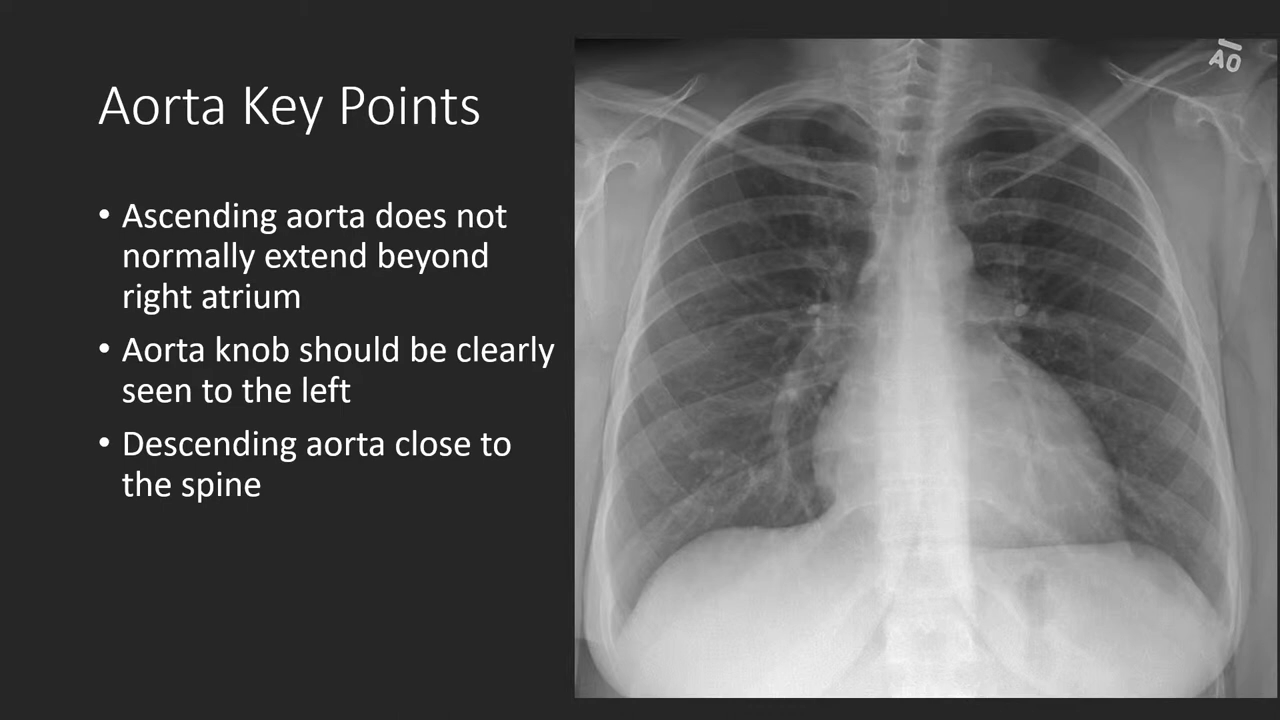 Aorta Key Points
• Ascending aorta does not
normally extend beyond
right atrium
• Aorta knob should be clearly
seen to the left
• Descending aorta close to
the spine
AO